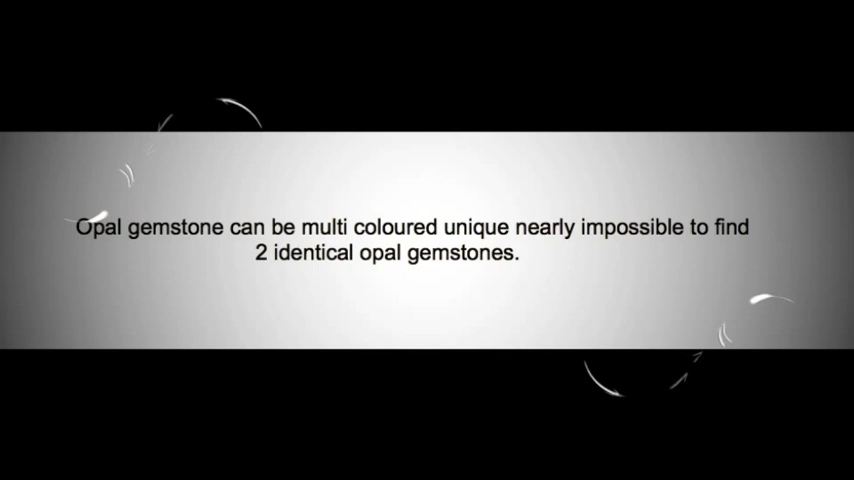 Opal gemstone can be multi coloured unique nearly impossible to find
2 identical opal gemstones.